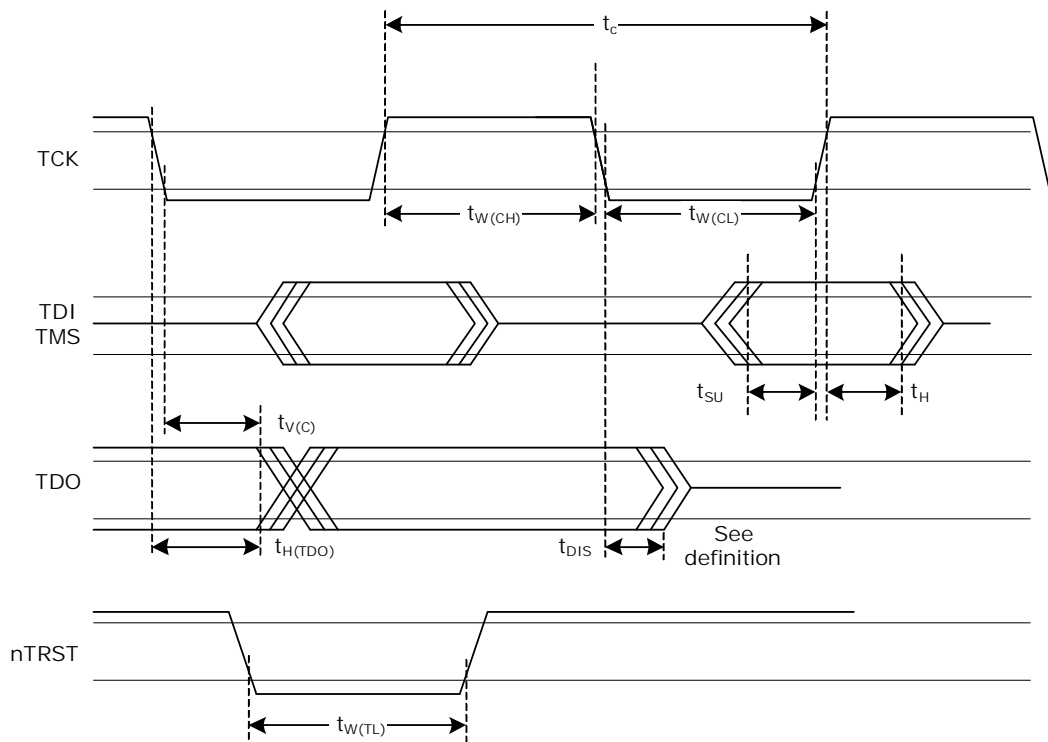 tc
TCK
tW(CH)
tW(CL)
TDI
TMS
tSU
tH
tV(C)
TDO
tH(TDO)
tDIS
See
definition
nTRST
tW(TL)